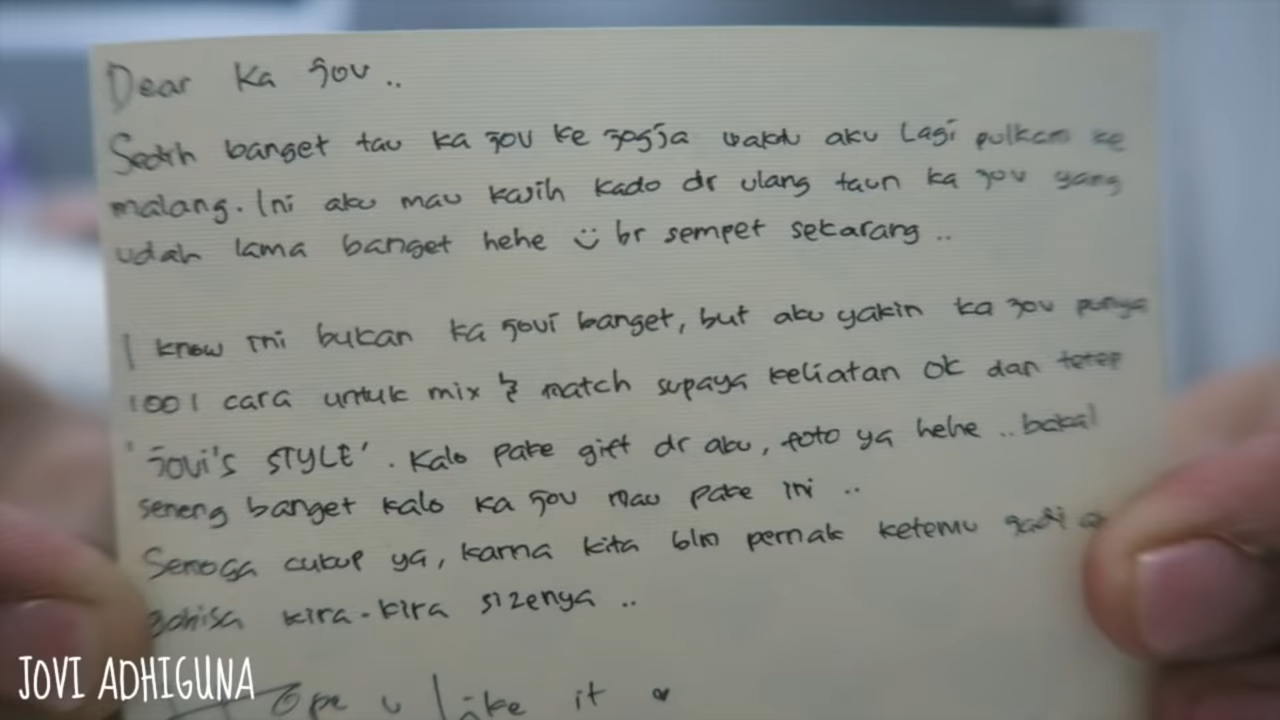 Dear Ka Jov..
Sedih banget tau ka Jov ke Jogja waktu aku lagi pulkam ke
malang. Ini aku mau kasih kado dr ulang taun ka Jov yang
udah lama banget hehe ☺ br sempet sekarang..
I know ini bukan ka Jovi banget, but aku yakin ka Jov punya
1001 cara untuk mix & match supaya keliatan ok dan tetep
'Jovi's STYLE'. Kalo pake gift dr aku, foto ya hehe.. bakal
seneng banget kalo ka Jov mau pake ini..
Semoga cukup ya, karna kita blm pernah ketemu jadi
gabisa kira-kira sizenya..
Hope u like it ♥
JOVI ADHIGUNA